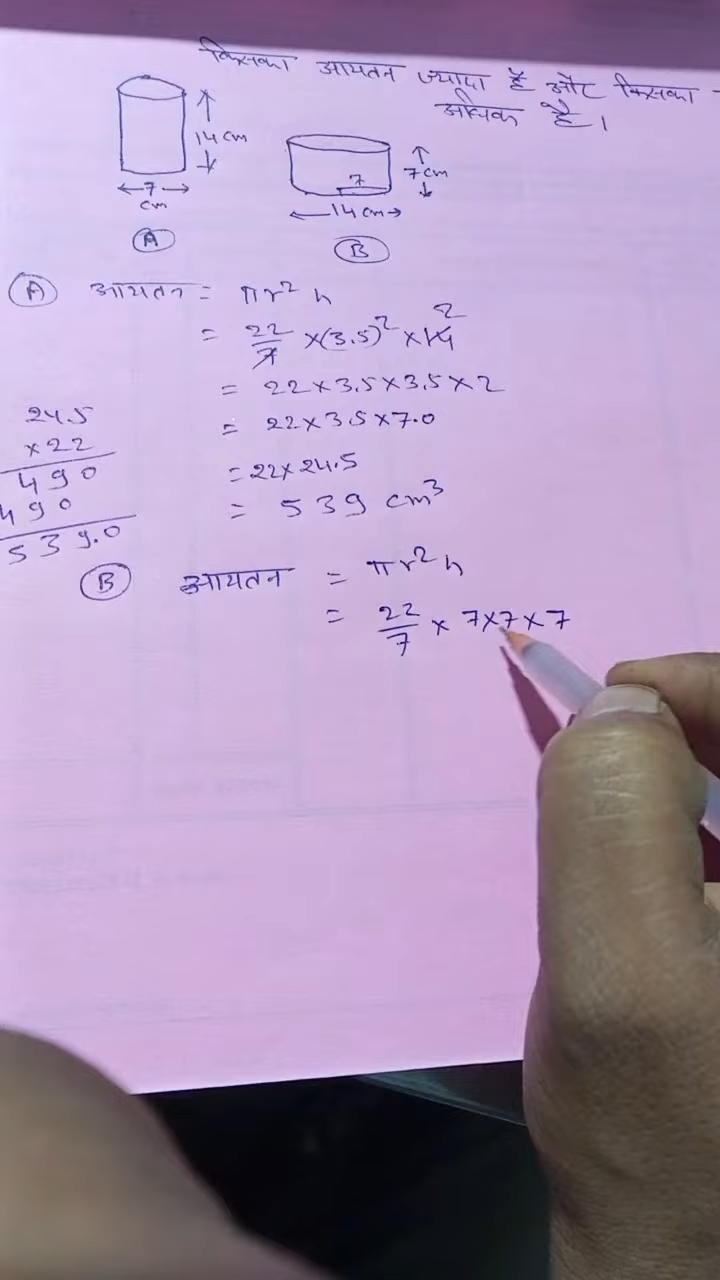 किसका आयतन ज्यादा है और किसका
अधिक है।
14 cm
7
cm
A
7
7 cm
14 cm
B
A आयतन = πr² h
= 22/7 × (3.5)² × 14 2
= 22 × 3.5 × 3.5 × 2
= 22 × 3.5 × 7.0
= 22 × 24.5
= 539 cm³
24.5
× 22
490
490
539.0
B आयतन = πr² h
= 22/7 × 7 × 7 × 7